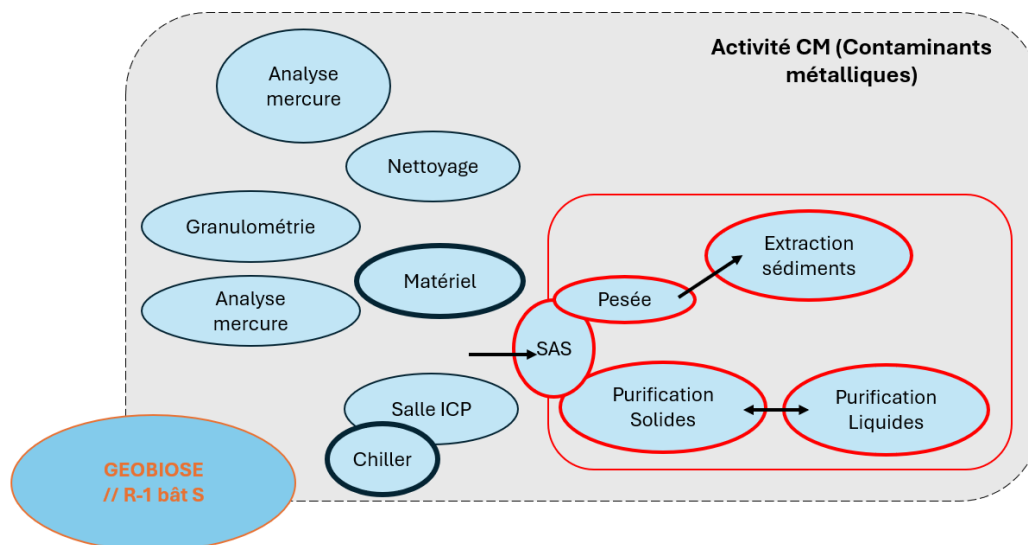 Activité CM (Contaminants
métalliques)
Analyse
mercure
Nettoyage
Granulométrie
Extraction
sédiments
Matériel
Pesée
Analyse
mercure
SAS
Salle ICP
Purification
Solides
Purification
Liquides
Chiller
GEOBIOSE
// R-1 bât S